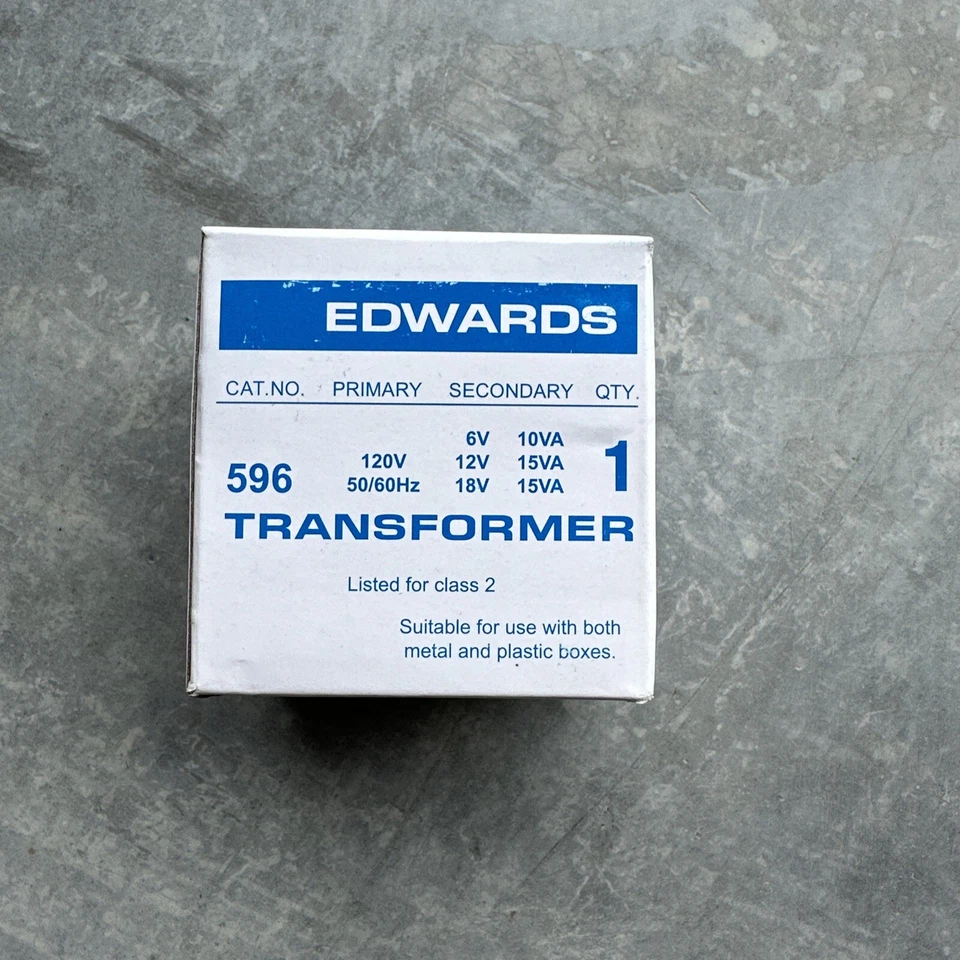 EDWARDS
CAT.NO. PRIMARY SECONDARY QTY.
6V 10VA
120V 12V 15VA
596 50/60Hz 18V 15VA 1
TRANSFORMER
Listed for class 2
Suitable for use with both
metal and plastic boxes.